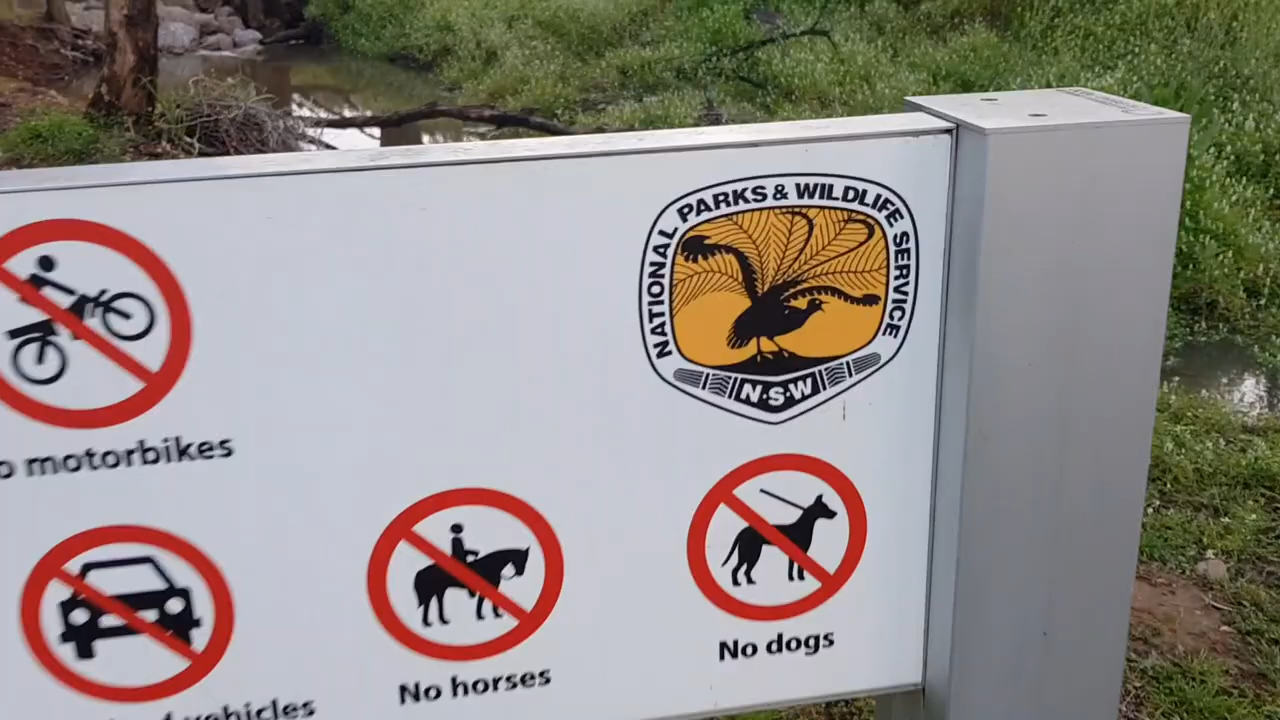 NATIONAL PARKS & WILDLIFE SERVICE
N·S·W
motorbikes
vehicles
No horses
No dogs